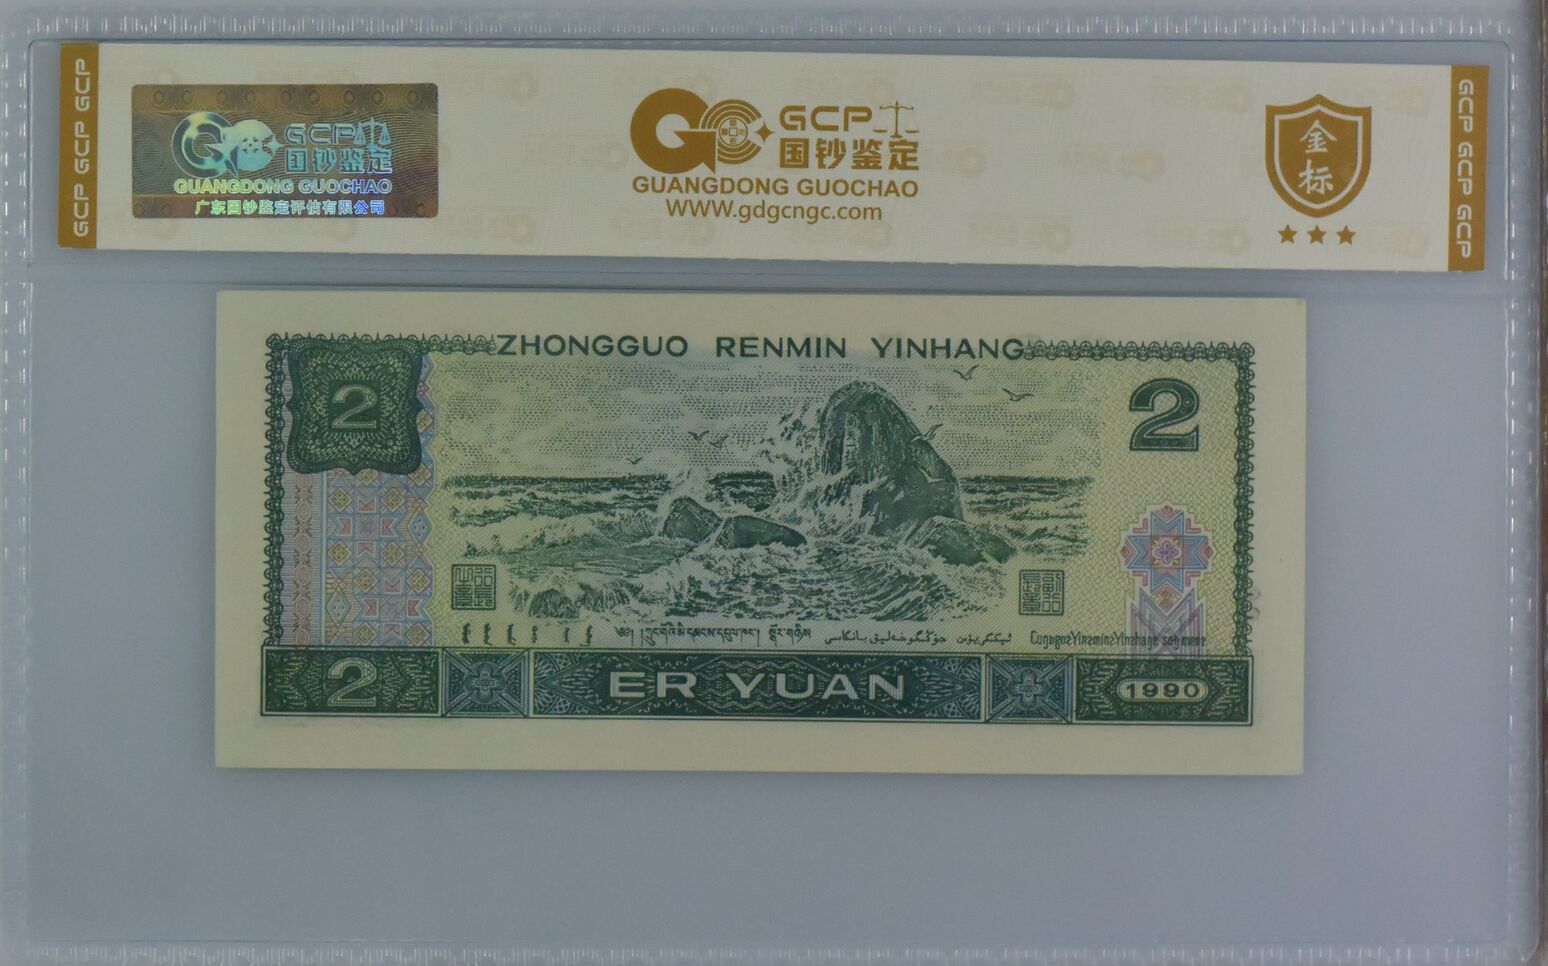 GCP GCP GCP
GCP
国钞鉴定
GUANGDONG GUOCHAO
广东国钞鉴定评估有限公司
GCP
国钞鉴定
GUANGDONG GUOCHAO
WWW.gdgcngc.com
金标
GCP GCP GCP
ZHONGGUO RENMIN YINHANG
2
2
2
ER YUAN
1990